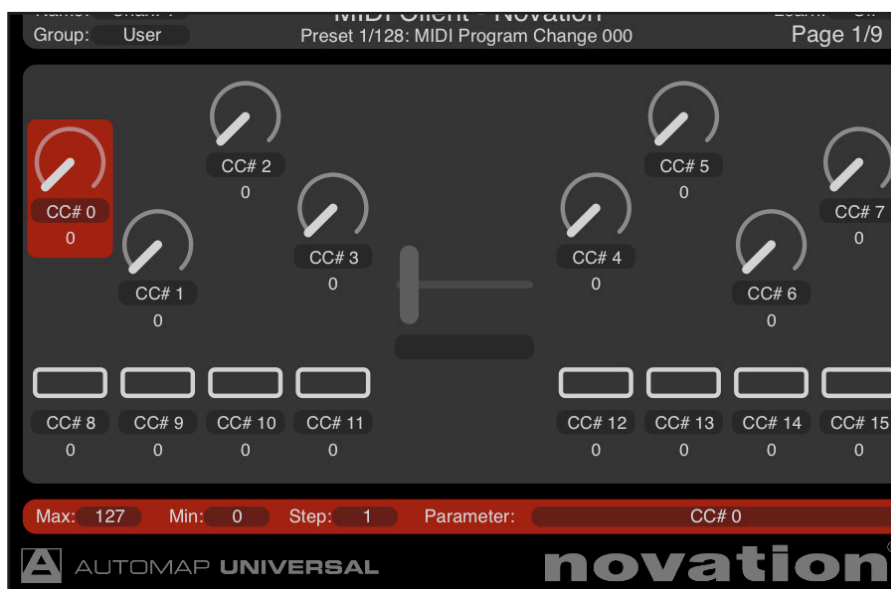 MIDI Client - Novation
Group: User
Preset 1/128: MIDI Program Change 000
Page 1/9
CC# 2
0
CC# 5
0
CC# 0
0
CC# 7
0
CC# 3
0
CC# 4
0
CC# 1
0
CC# 6
0
CC# 8 CC# 9 CC# 10 CC# 11 CC# 12 CC# 13 CC# 14 CC# 15
0 0 0 0 0 0 0 0
Max: 127 Min: 0 Step: 1 Parameter: CC# 0
A AUTOMAP UNIVERSAL
novation